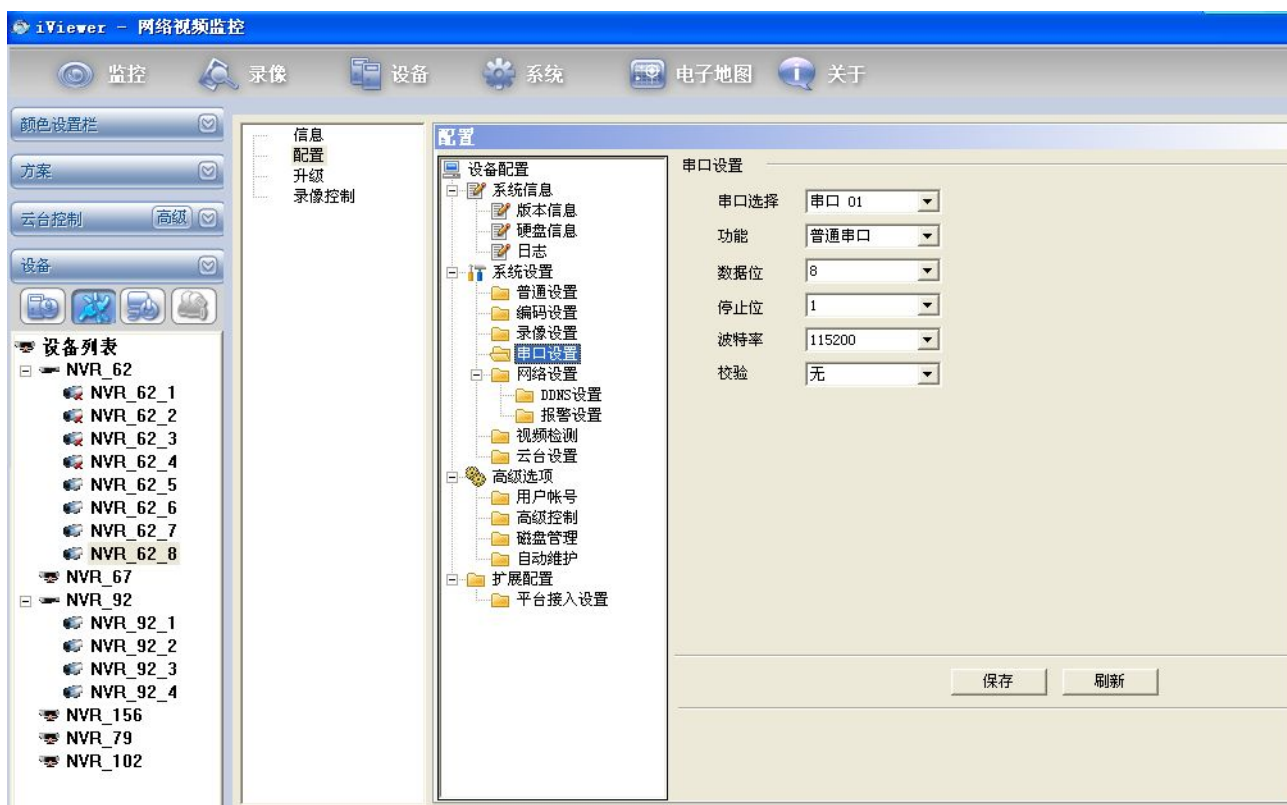 iViewer - 网络视频监控
监控 录像 设备 系统 电子地图 关于
颜色设置栏
方案
云台控制 高级
设备
设备列表
NVR_62
NVR_62_1
NVR_62_2
NVR_62_3
NVR_62_4
NVR_62_5
NVR_62_6
NVR_62_7
NVR_62_8
NVR_67
NVR_92
NVR_92_1
NVR_92_2
NVR_92_3
NVR_92_4
NVR_156
NVR_79
NVR_102
信息
配置
升级
录像控制
配置
设备配置
系统信息
版本信息
硬盘信息
日志
系统设置
普通设置
编码设置
录像设置
串口设置
网络设置
DDNS设置
报警设置
视频检测
云台设置
高级选项
用户帐号
高级控制
磁盘管理
自动维护
扩展配置
平台接入设置
串口设置
串口选择 串口 01
功能 普通串口
数据位 8
停止位 1
波特率 115200
校验 无
保存 刷新